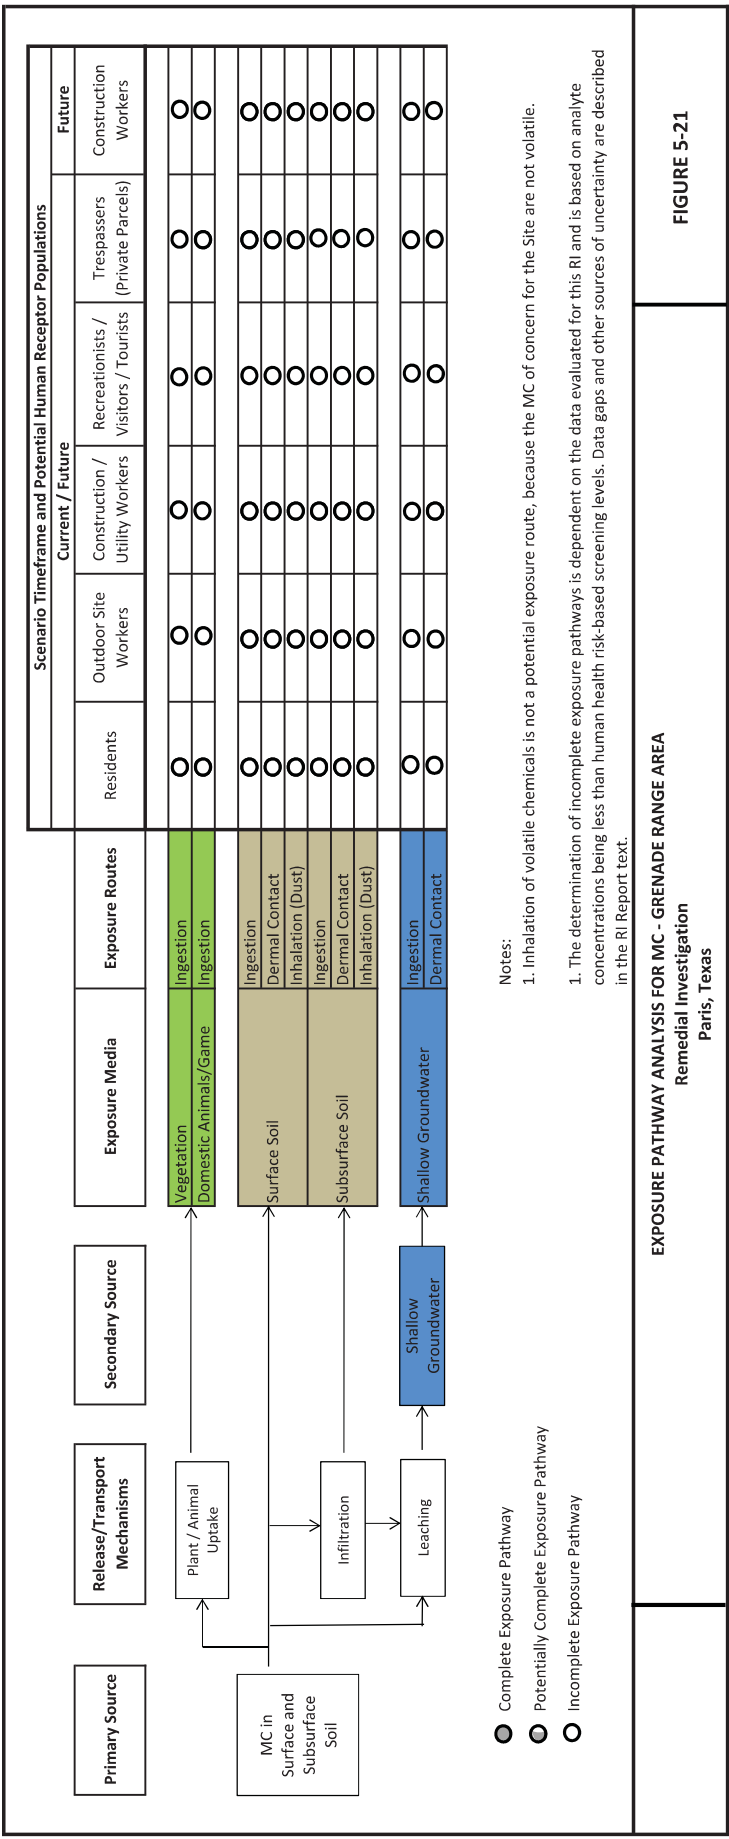 Scenario Timeframe and Potential Human Receptor Populations
Current / Future
Future
Primary Source
Release/Transport
Mechanisms
Secondary Source
Exposure Media
Exposure Routes
Residents
Outdoor Site
Workers
Construction /
Utility Workers
Recreationists /
Visitors / Tourists
Trespassers
(Private Parcels)
Construction
Workers
Plant / Animal
Uptake
Vegetation
Ingestion
Domestic Animals/Game
Ingestion
MC in
Surface and
Subsurface
Soil
Surface Soil
Ingestion
Dermal Contact
Inhalation (Dust)
Infiltration
Subsurface Soil
Ingestion
Dermal Contact
Inhalation (Dust)
Leaching
Shallow
Groundwater
Shallow Groundwater
Ingestion
Dermal Contact
Complete Exposure Pathway
Potentially Complete Exposure Pathway
Incomplete Exposure Pathway
Notes:
1. Inhalation of volatile chemicals is not a potential exposure route, because the MC of concern for the Site are not volatile.
1. The determination of incomplete exposure pathways is dependent on the data evaluated for this RI and is based on analyte
concentrations being less than human health risk-based screening levels. Data gaps and other sources of uncertainty are described
in the RI Report text.
EXPOSURE PATHWAY ANALYSIS FOR MC - GRENADE RANGE AREA
Remedial Investigation
Paris, Texas
FIGURE 5-21